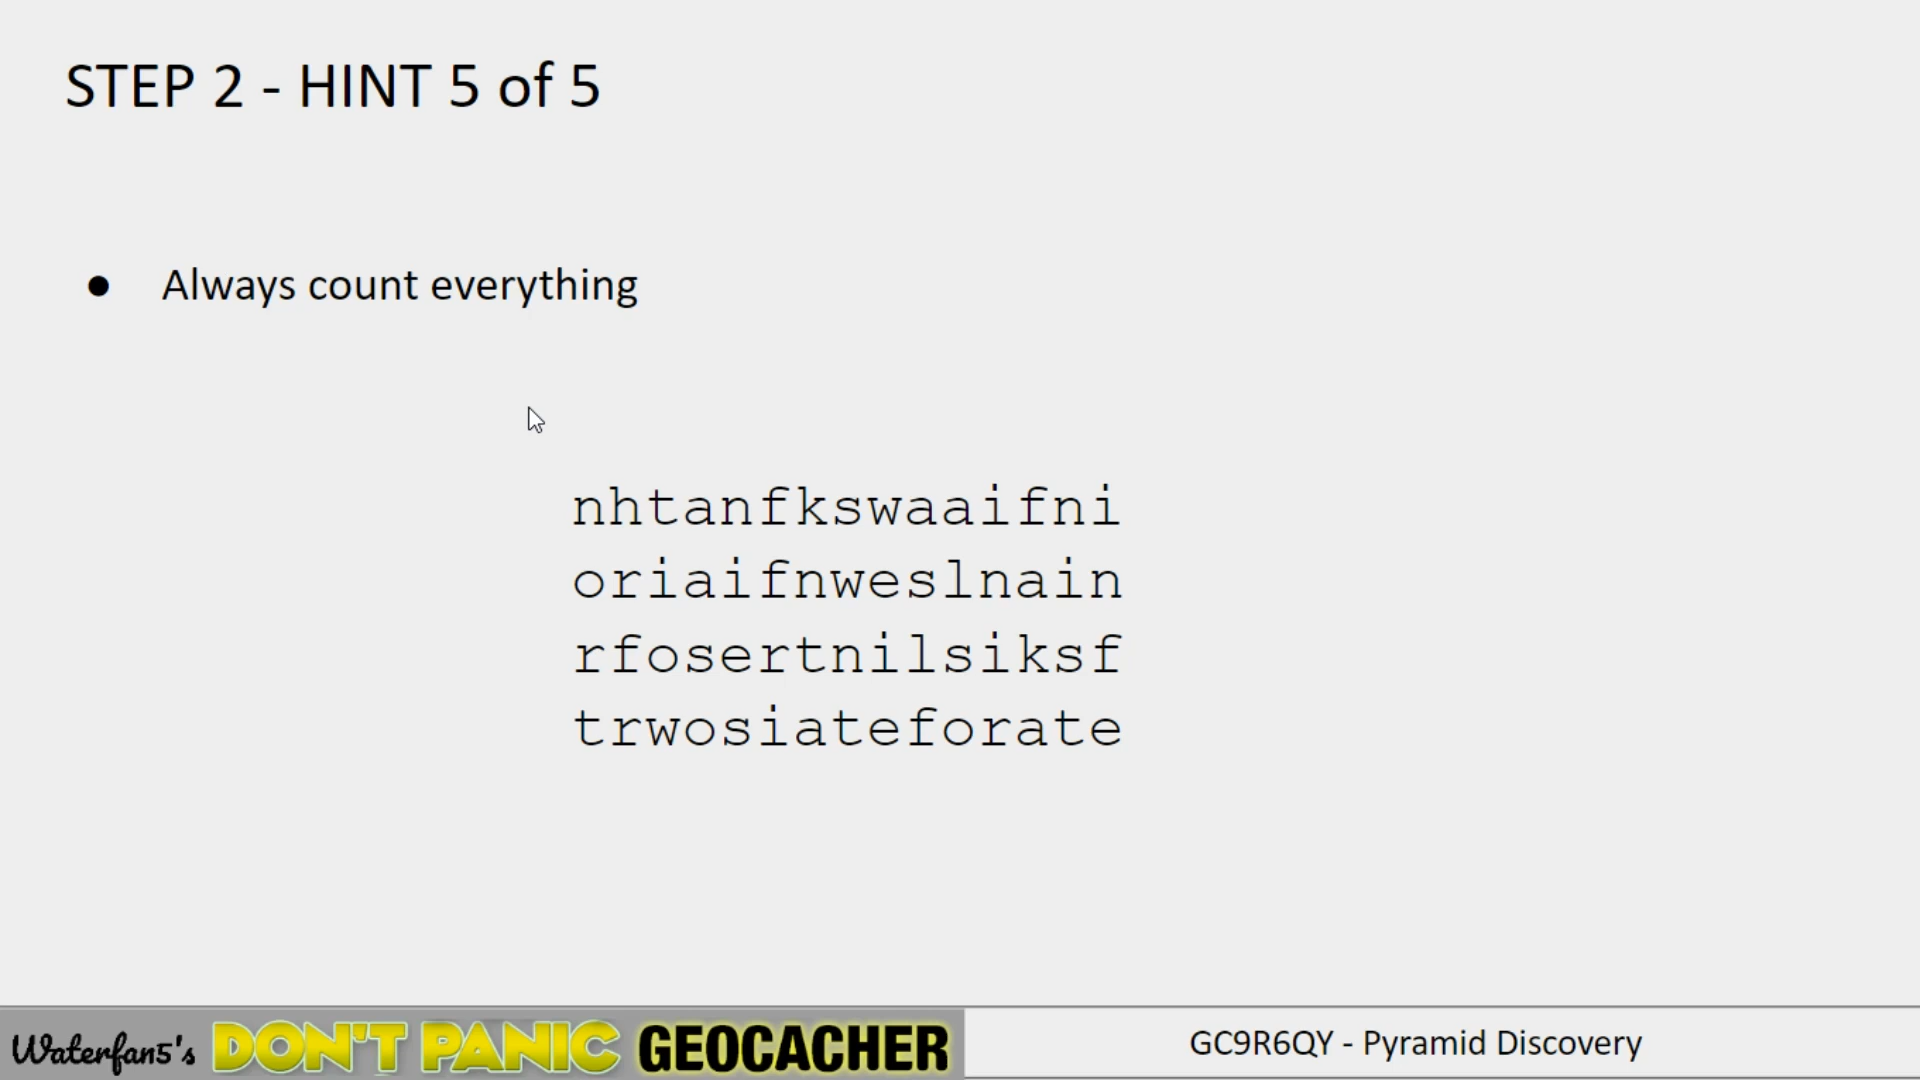 STEP 2 - HINT 5 of 5
● Always count everything
nhtanfkswaaifni
oriaifnweslnain
rfosertnilsiksf
trwosiateforate
Waterfan5's DON'T PANIC GEOCACHER
GC9R6QY - Pyramid Discovery